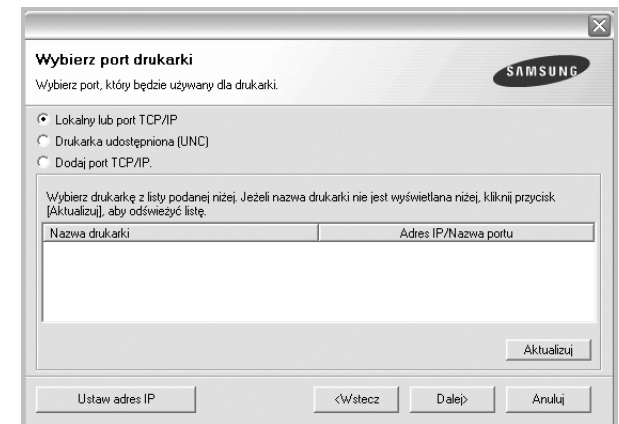 Wybierz port drukarki
Wybierz port, który będzie używany dla drukarki.
SAMSUNG
Lokalny lub port TCP/IP
Drukarka udostępniona (UNC)
Dodaj port TCP/IP.
Wybierz drukarkę z listy podanej niżej. Jeżeli nazwa drukarki nie jest wyświetlana niżej, kliknij przycisk
[Aktualizuj], aby odświeżyć listę.
Nazwa drukarki Adres IP/Nazwa portu
Aktualizuj
Ustaw adres IP <Wstecz Dalej> Anuluj